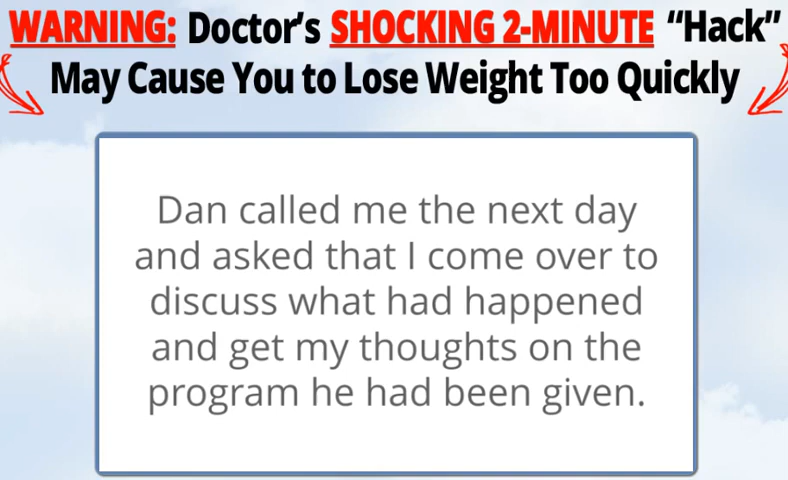 WARNING: Doctor's SHOCKING 2-MINUTE “Hack”
May Cause You to Lose Weight Too Quickly
Dan called me the next day
and asked that I come over to
discuss what had happened
and get my thoughts on the
program he had been given.